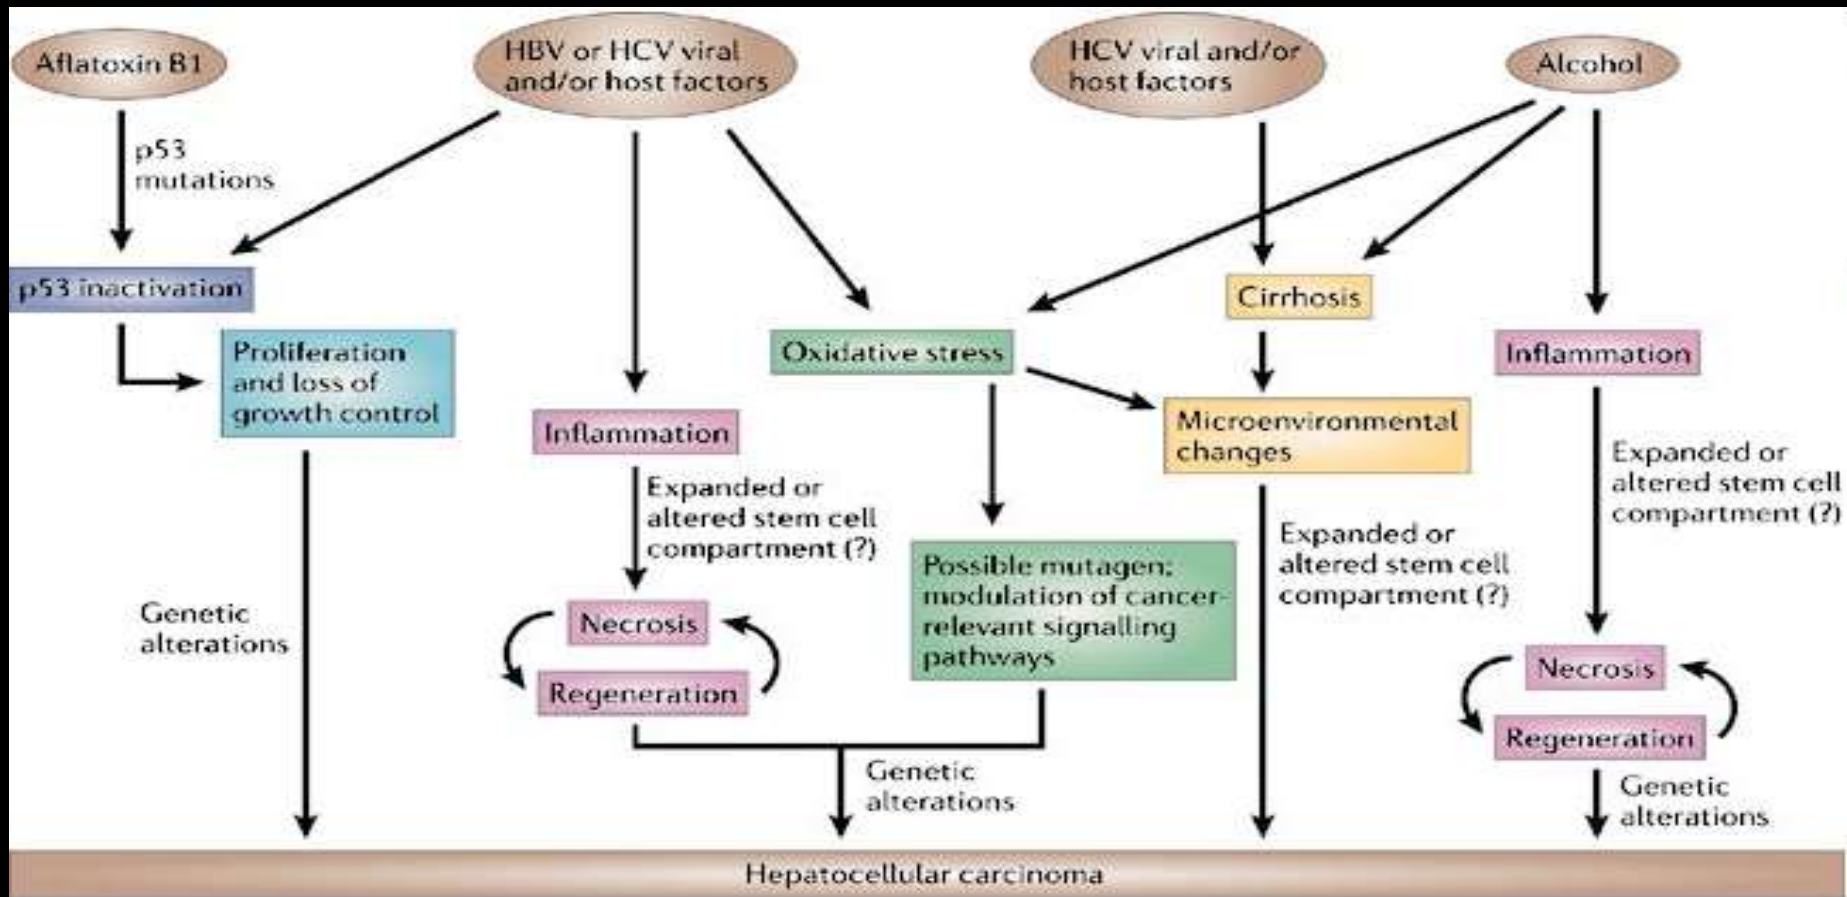 Aflatoxin B1
HBV or HCV viral
and/or host factors
HCV viral and/or
host factors
Alcohol
p53
mutations
p53 inactivation
Cirrhosis
Proliferation
and loss of
growth control
Oxidative stress
Inflammation
Inflammation
Microenvironmental
changes
Expanded or
altered stem cell
compartment (?)
Expanded or
altered stem cell
compartment (?)
Expanded or
altered stem cell
compartment (?)
Possible mutagen;
modulation of cancer-
relevant signalling
pathways
Genetic
alterations
Necrosis
Regeneration
Necrosis
Regeneration
Genetic
alterations
Genetic
alterations
Hepatocellular carcinoma